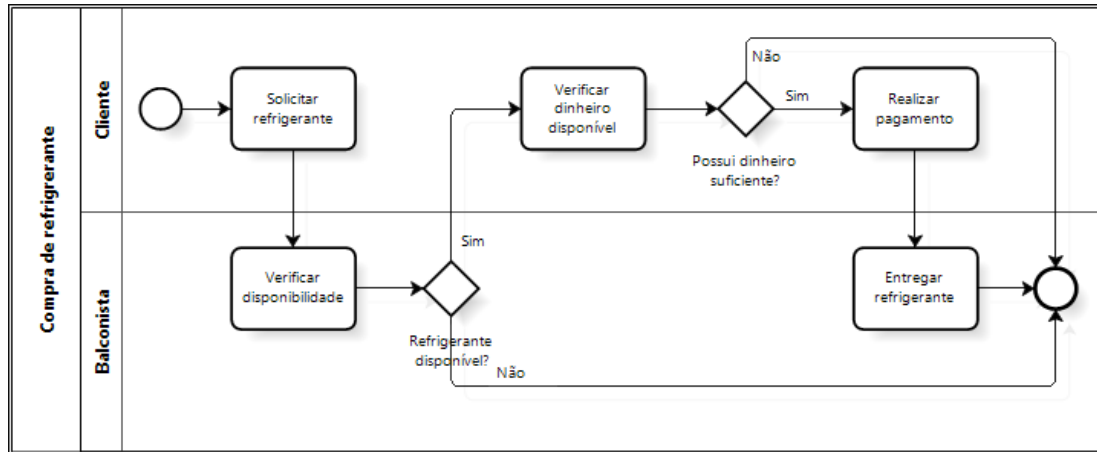 Compra de refrigrerante
Cliente
Balconista
Solicitar
refrigerante
Verificar
disponibilidade
Refrigerante
disponível?
Sim
Não
Verificar
dinheiro
disponível
Possui dinheiro
suficiente?
Não
Sim
Realizar
pagamento
Entregar
refrigerante